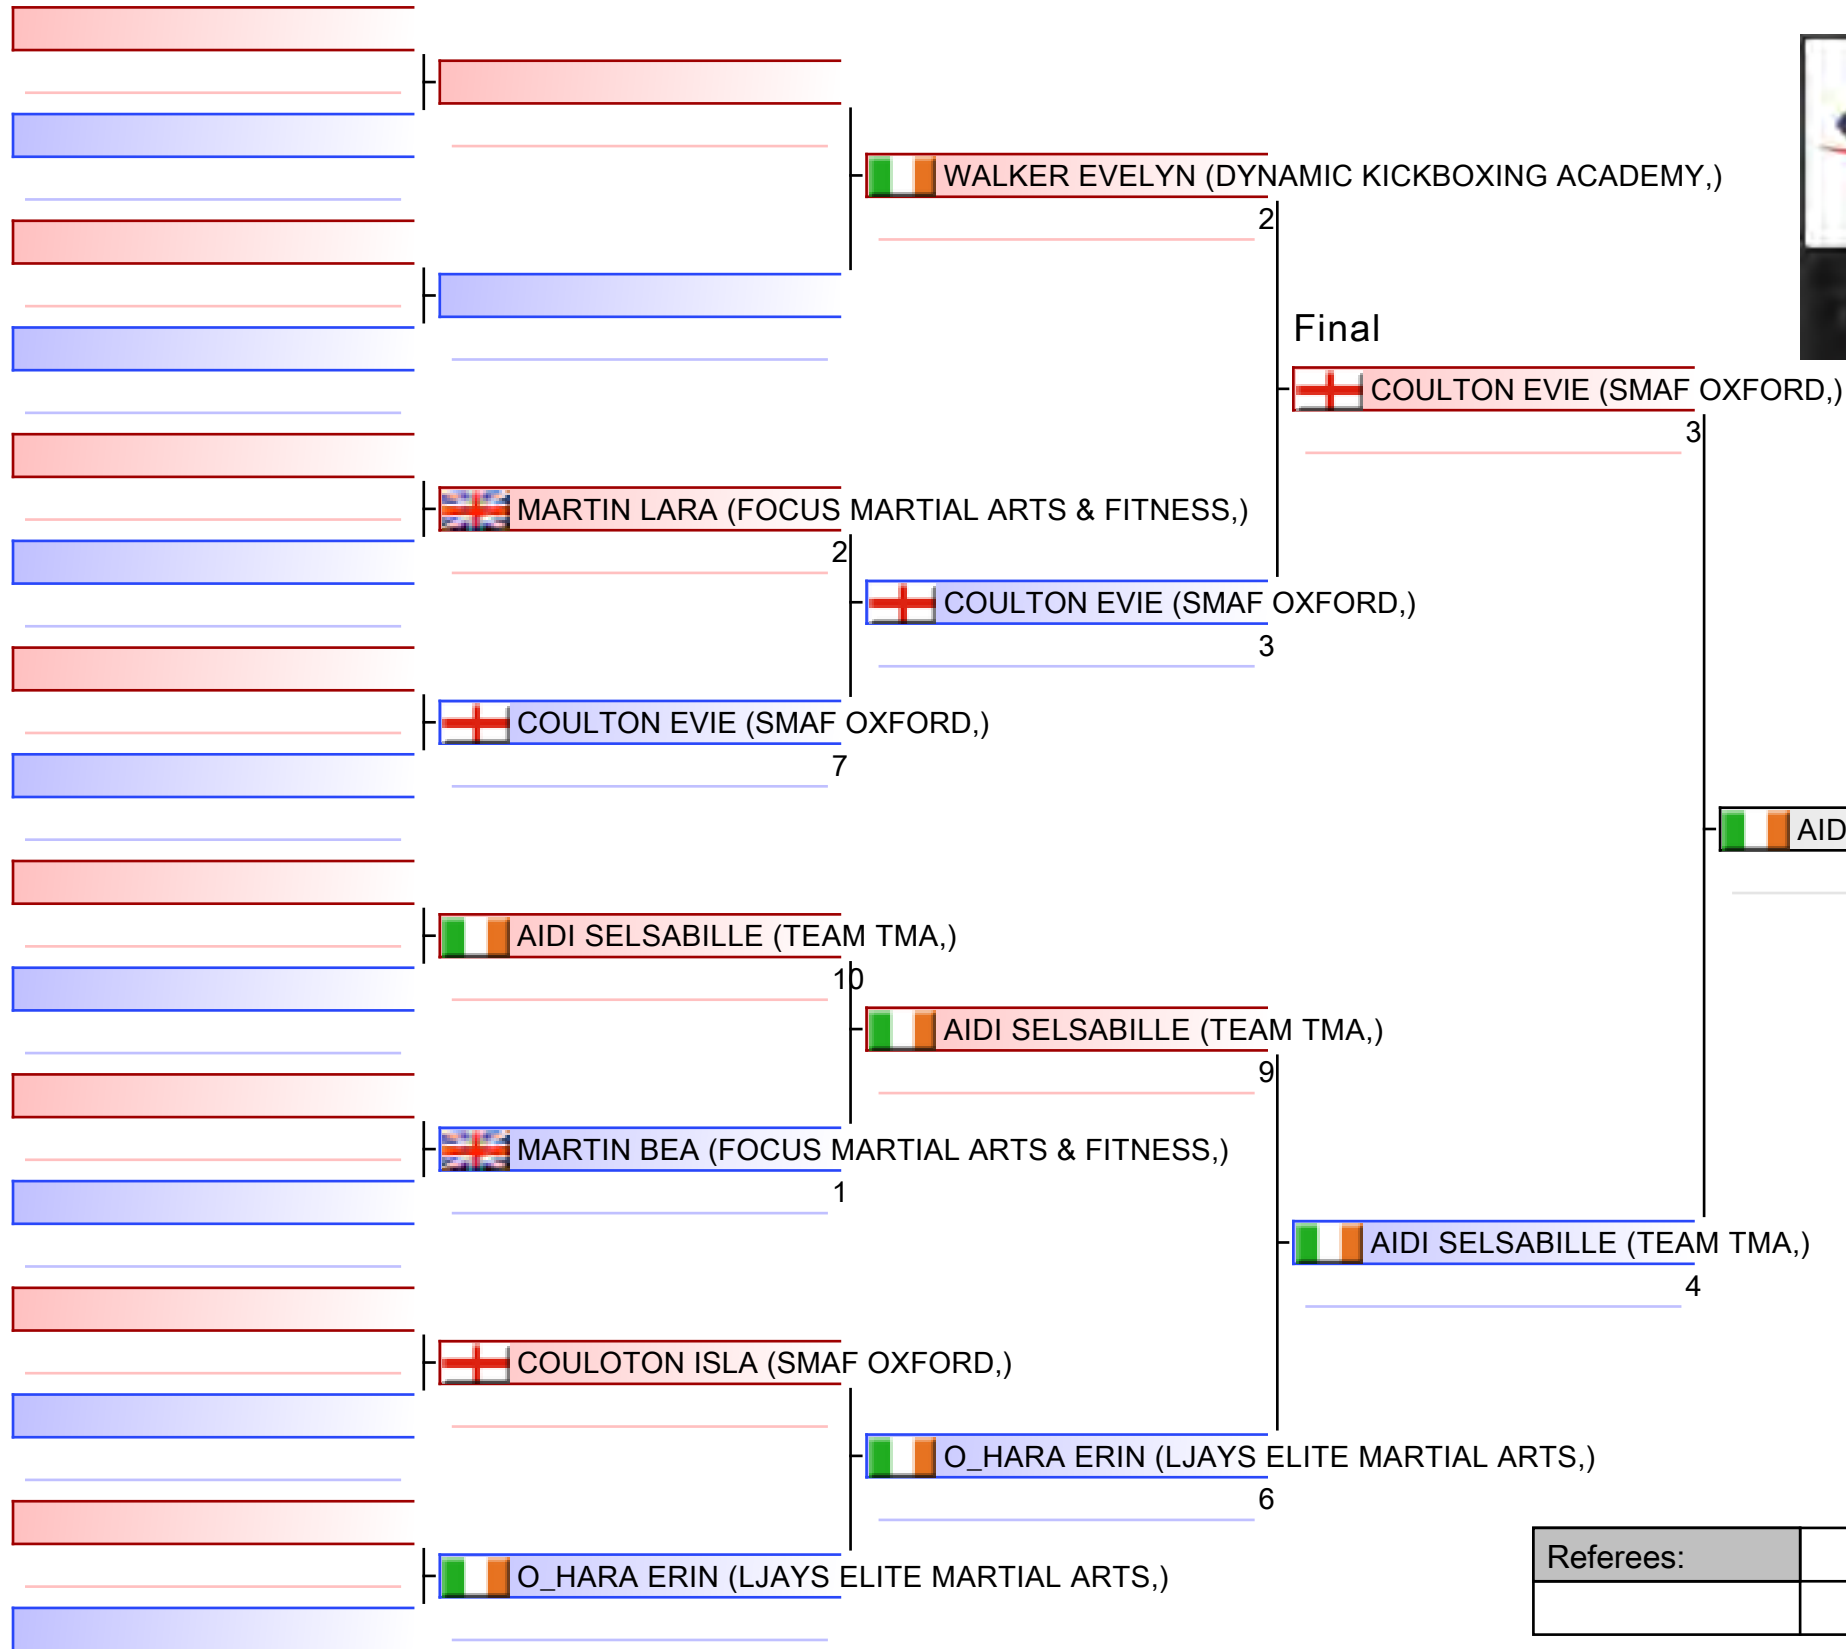 WALKER EVELYN (DYNAMIC KICKBOXING ACADEMY,)
2
Final
COULTON EVIE (SMAF OXFORD,)
3
MARTIN LARA (FOCUS MARTIAL ARTS & FITNESS,)
2
COULTON EVIE (SMAF OXFORD,)
3
COULTON EVIE (SMAF OXFORD,)
7
AID
AIDI SELSABILLE (TEAM TMA,)
10
AIDI SELSABILLE (TEAM TMA,)
9
MARTIN BEA (FOCUS MARTIAL ARTS & FITNESS,)
1
AIDI SELSABILLE (TEAM TMA,)
4
COULOTON ISLA (SMAF OXFORD,)
O_HARA ERIN (LJAYS ELITE MARTIAL ARTS,)
6
Referees:
O_HARA ERIN (LJAYS ELITE MARTIAL ARTS,)